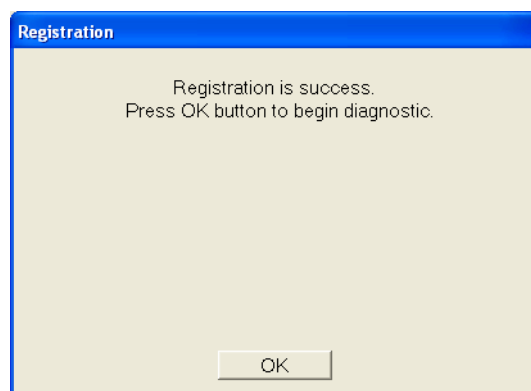 Registration
Registration is success.
Press OK button to begin diagnostic.
OK